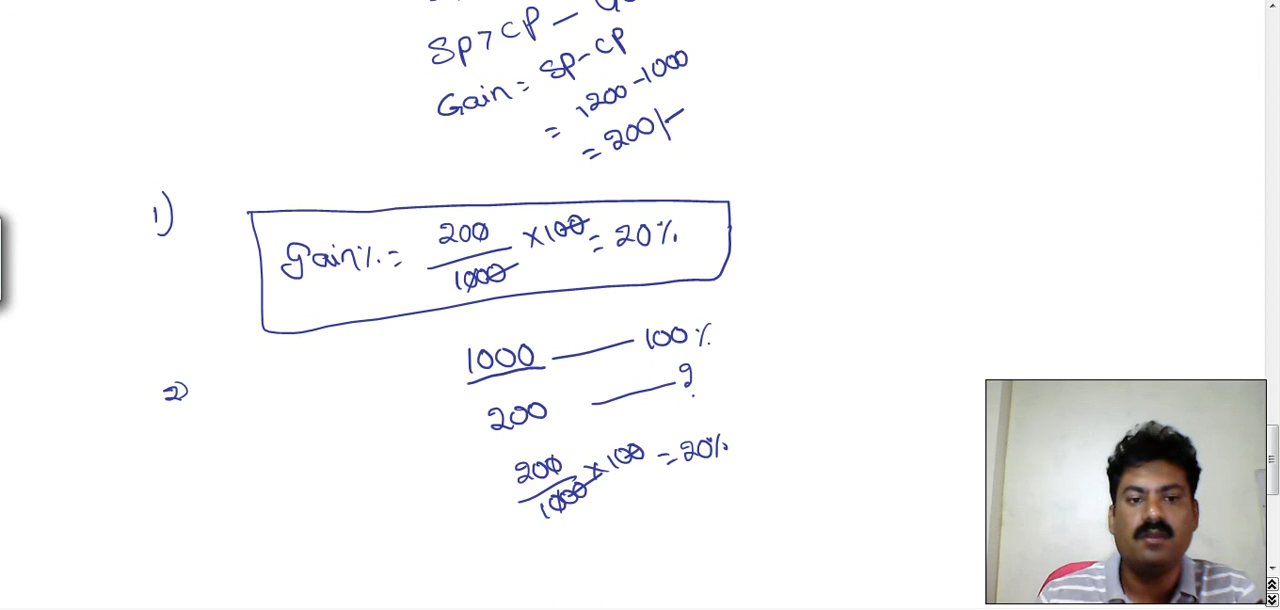 SP>CP –
Gain = SP-CP
= 1200-1000
= 200/-
1)
Gain% = 200/1000 ×100 = 20%
1000 — 100%
2)
200 — ?
200/1000 ×100 = 20%